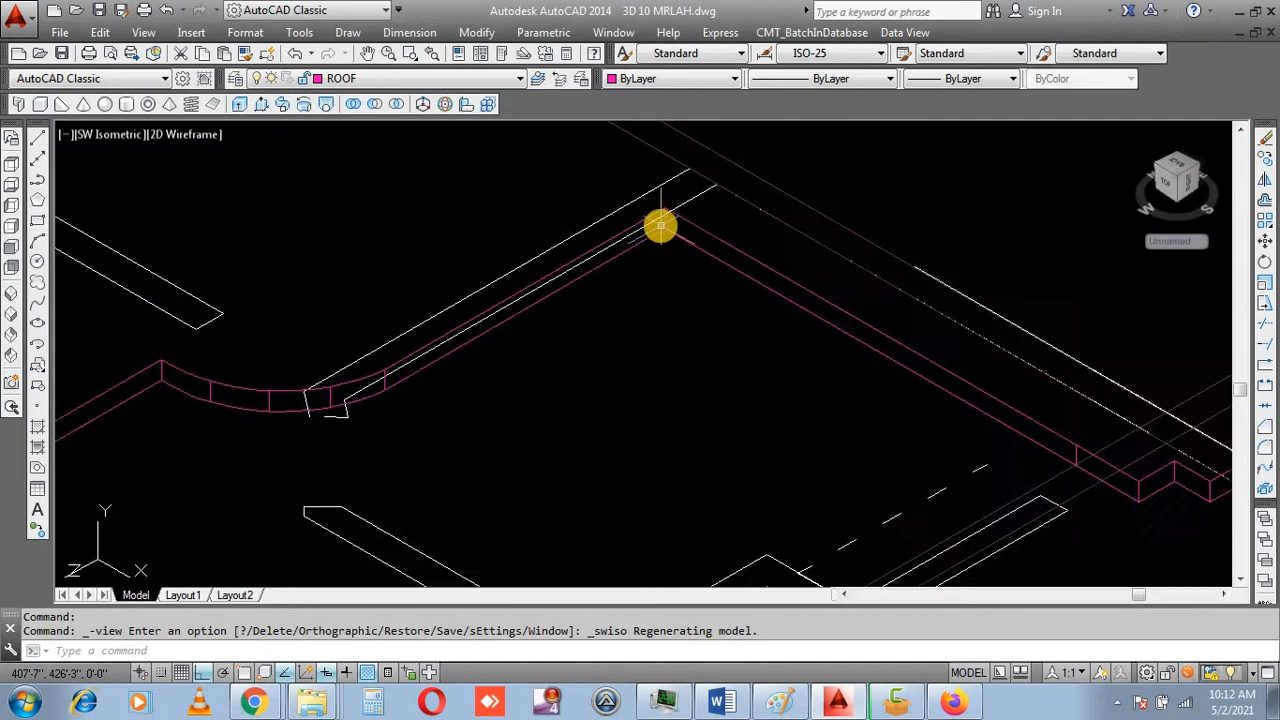 AutoCAD Classic
Autodesk AutoCAD 2014 3D 10 MRLAH.dwg
Type a keyword or phrase
Sign In
File Edit View Insert Format Tools Draw Dimension Modify Parametric Window Help Express CMT_BatchInDatabase Data View
Standard ISO-25 Standard Standard
AutoCAD Classic ROOF ByLayer ByLayer ByLayer ByColor
[−][SW Isometric][2D Wireframe]
TOP
W S
Unnamed
Y
Z X
Model Layout1 Layout2
Command:
Command: _-view Enter an option [?/Delete/Orthographic/Restore/Save/sEttings/Window]: _swiso Regenerating model.
Type a command
407'-7", 426'-3", 0'-0"
MODEL 1:1
10:12 AM
5/2/2021